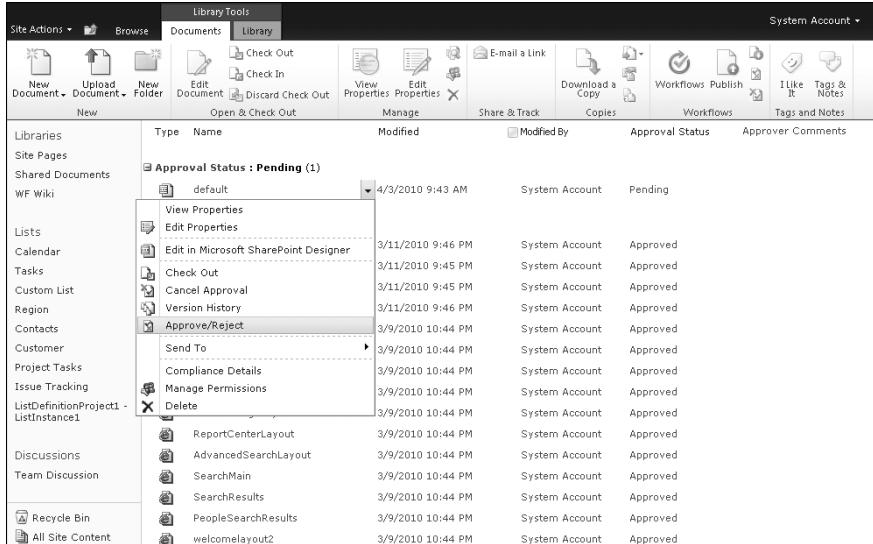 Library Tools
Site Actions Browse Documents Library System Account
New Document Upload Document New Folder
Edit Document Check Out Check In Discard Check Out
View Properties Edit Properties
E-mail a Link
Download a Copy
Workflows Publish
I Like It Tags & Notes
New Open & Check Out Manage Share & Track Copies Workflows Tags and Notes
Libraries
Site Pages
Shared Documents
WF Wiki
Lists
Calendar
Tasks
Custom List
Region
Contacts
Customer
Project Tasks
Issue Tracking
ListDefinitionProject1 -
ListInstance1
Discussions
Team Discussion
Recycle Bin
All Site Content
Type Name Modified Modified By Approval Status Approver Comments
Approval Status : Pending (1)
default 4/3/2010 9:43 AM System Account Pending
View Properties
Edit Properties
Edit in Microsoft SharePoint Designer
Check Out
Cancel Approval
Version History
Approve/Reject
Send To
Compliance Details
Manage Permissions
Delete
3/11/2010 9:46 PM System Account Approved
3/11/2010 9:45 PM System Account Approved
3/11/2010 9:45 PM System Account Approved
3/11/2010 9:46 PM System Account Approved
3/9/2010 10:44 PM System Account Approved
3/9/2010 10:44 PM System Account Approved
3/9/2010 10:44 PM System Account Approved
3/9/2010 10:44 PM System Account Approved
3/9/2010 10:44 PM System Account Approved
ReportCenterLayout 3/9/2010 10:44 PM System Account Approved
AdvancedSearchLayout 3/9/2010 10:44 PM System Account Approved
SearchMain 3/9/2010 10:44 PM System Account Approved
SearchResults 3/9/2010 10:44 PM System Account Approved
PeopleSearchResults 3/9/2010 10:44 PM System Account Approved
welcomelayout2 3/9/2010 10:44 PM System Account Approved